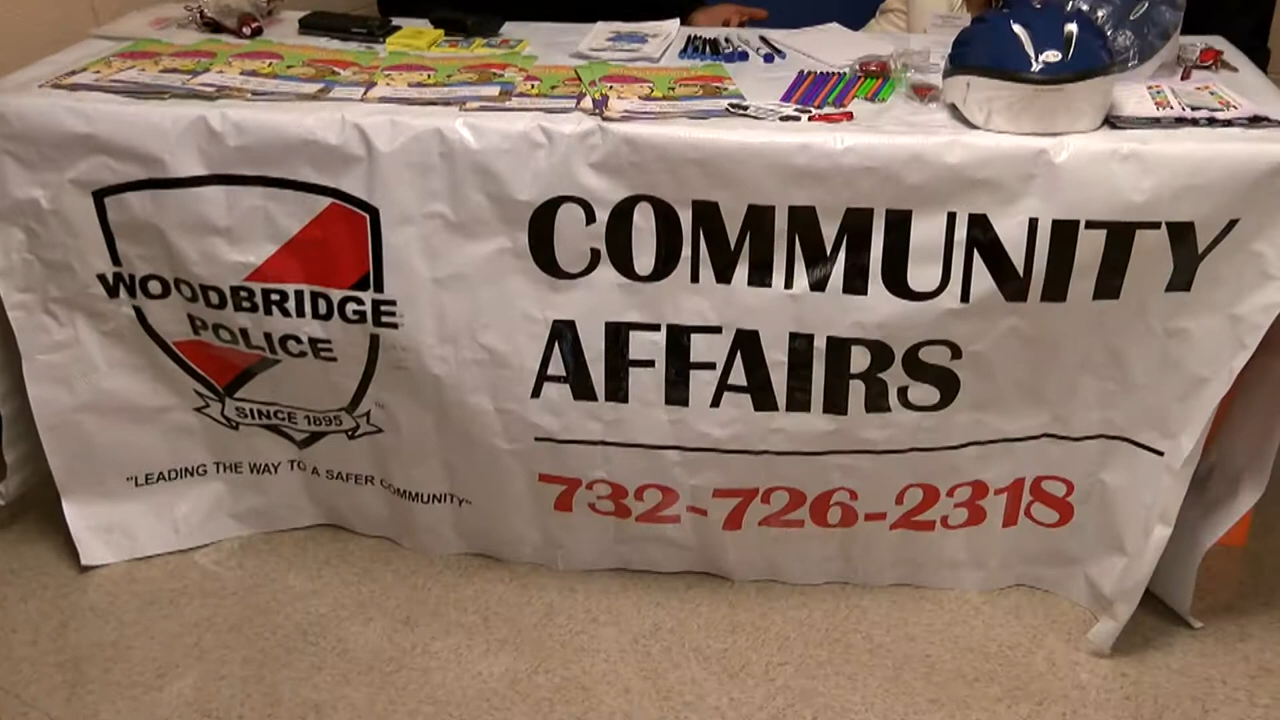 WOODBRIDGE
POLICE
SINCE 1895
"LEADING THE WAY TO A SAFER COMMUNITY"
COMMUNITY
AFFAIRS
732-726-2318